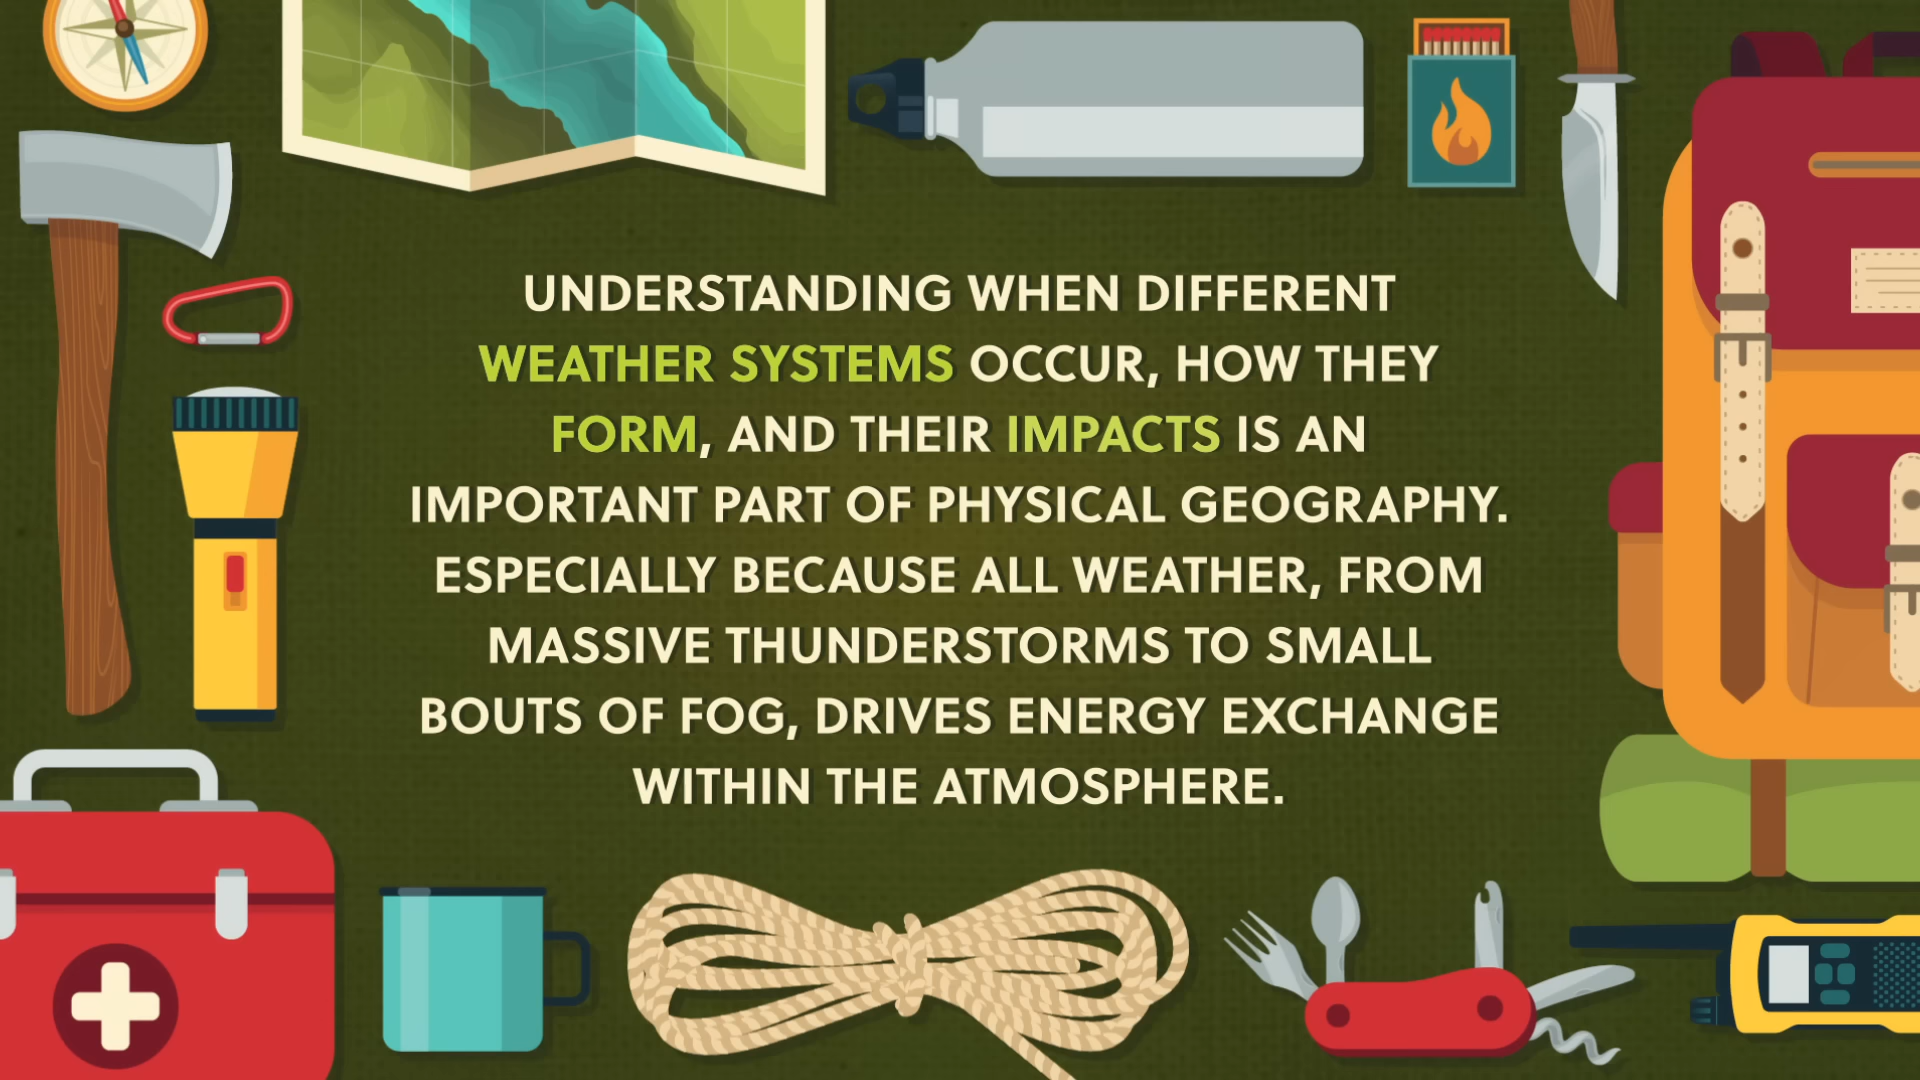 UNDERSTANDING WHEN DIFFERENT
WEATHER SYSTEMS OCCUR, HOW THEY
FORM, AND THEIR IMPACTS IS AN
IMPORTANT PART OF PHYSICAL GEOGRAPHY.
ESPECIALLY BECAUSE ALL WEATHER, FROM
MASSIVE THUNDERSTORMS TO SMALL
BOUTS OF FOG, DRIVES ENERGY EXCHANGE
WITHIN THE ATMOSPHERE.